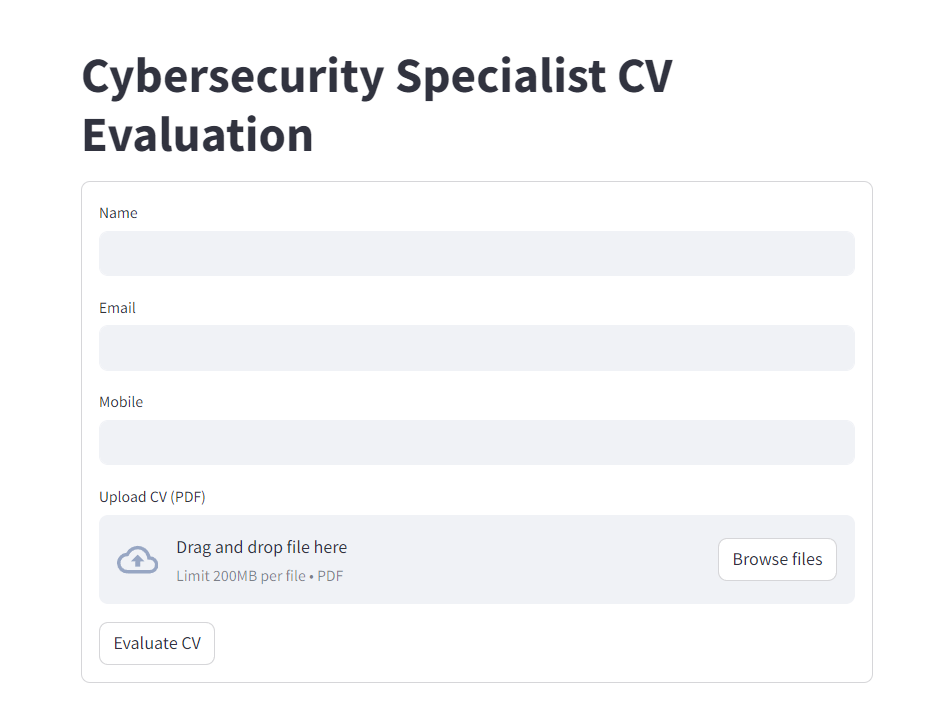 Cybersecurity Specialist CV
Evaluation
Name
Email
Mobile
Upload CV (PDF)
Drag and drop file here
Limit 200MB per file • PDF
Browse files
Evaluate CV